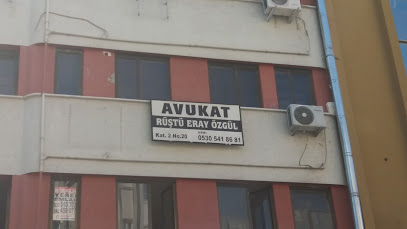 AVUKAT
RÜŞTÜ ERAY ÖZGÜL
Kat. 2 No.20 0530 541 86 81